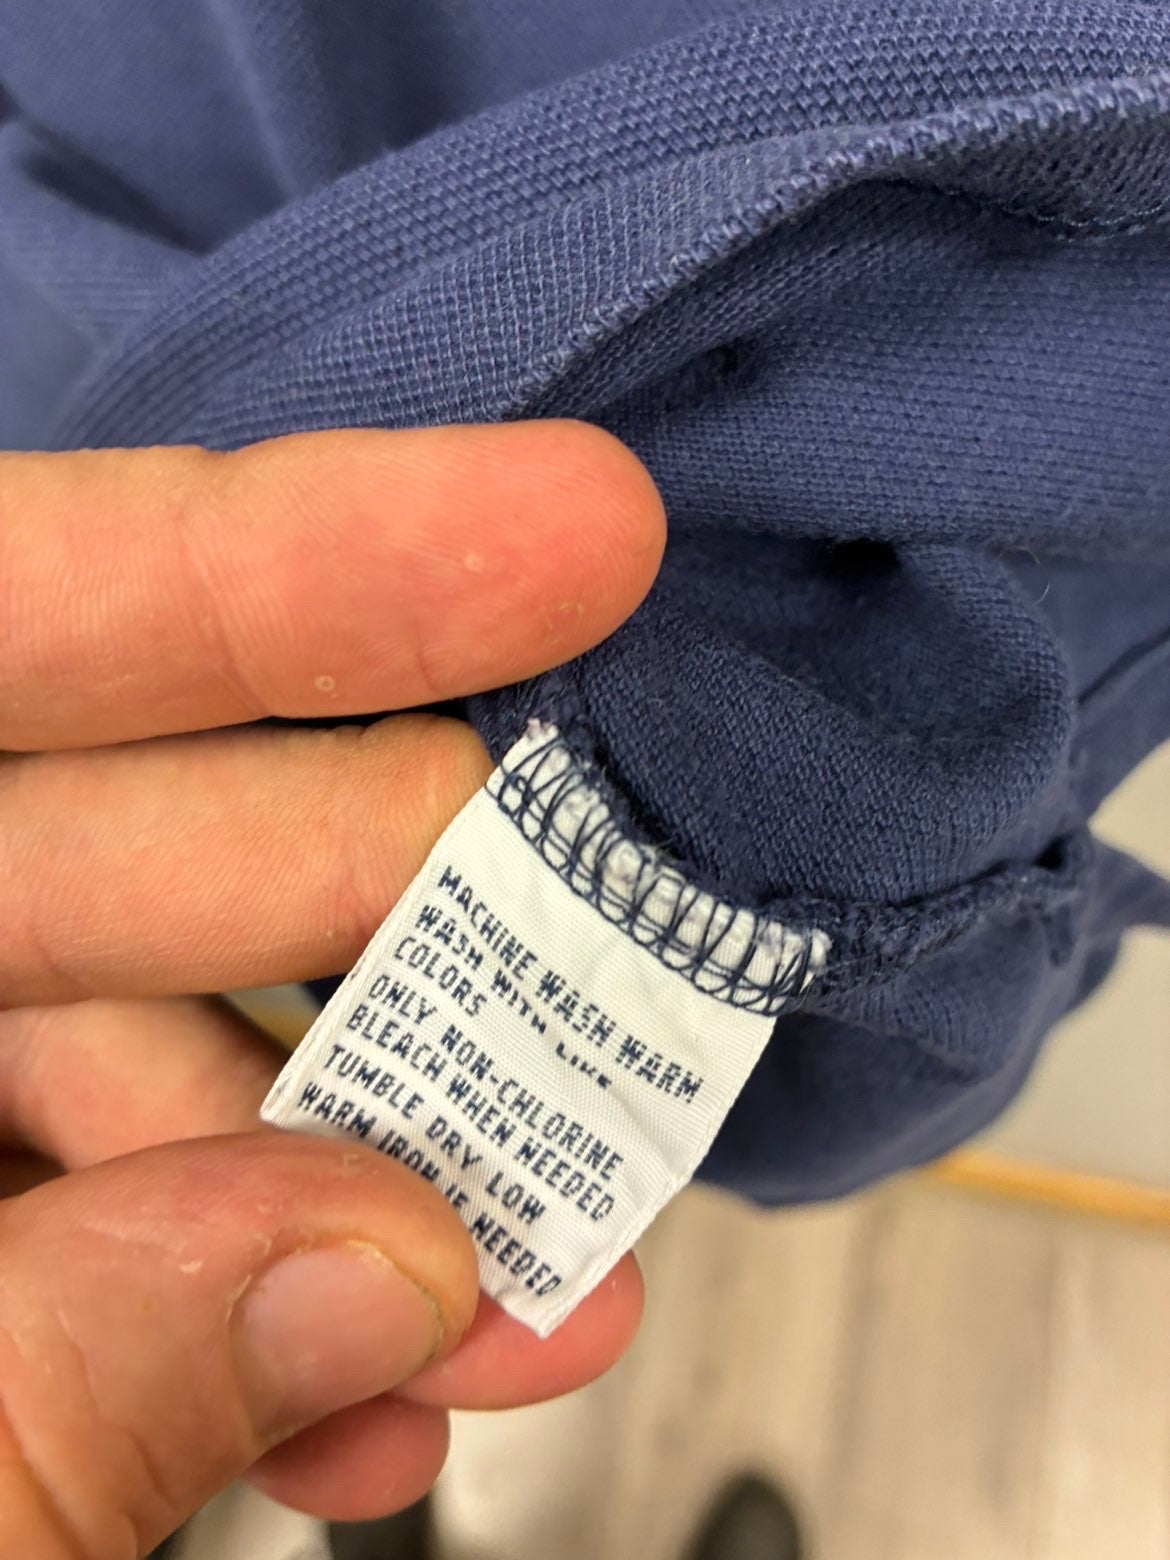 MACHINE WASH WARM
WASH WITH LIKE
COLORS
ONLY NON-CHLORINE
BLEACH WHEN NEEDED
TUMBLE DRY LOW
WARM IRON IF NEEDED